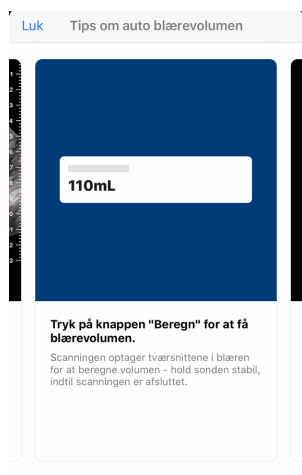 Luk Tips om auto blærevolumen
110mL
Tryk på knappen "Beregn" for at få
blærevolumen.
Scanningen optager tværsnittene i blæren
for at beregne volumen - hold sonden stabil,
indtil scanningen er afsluttet.